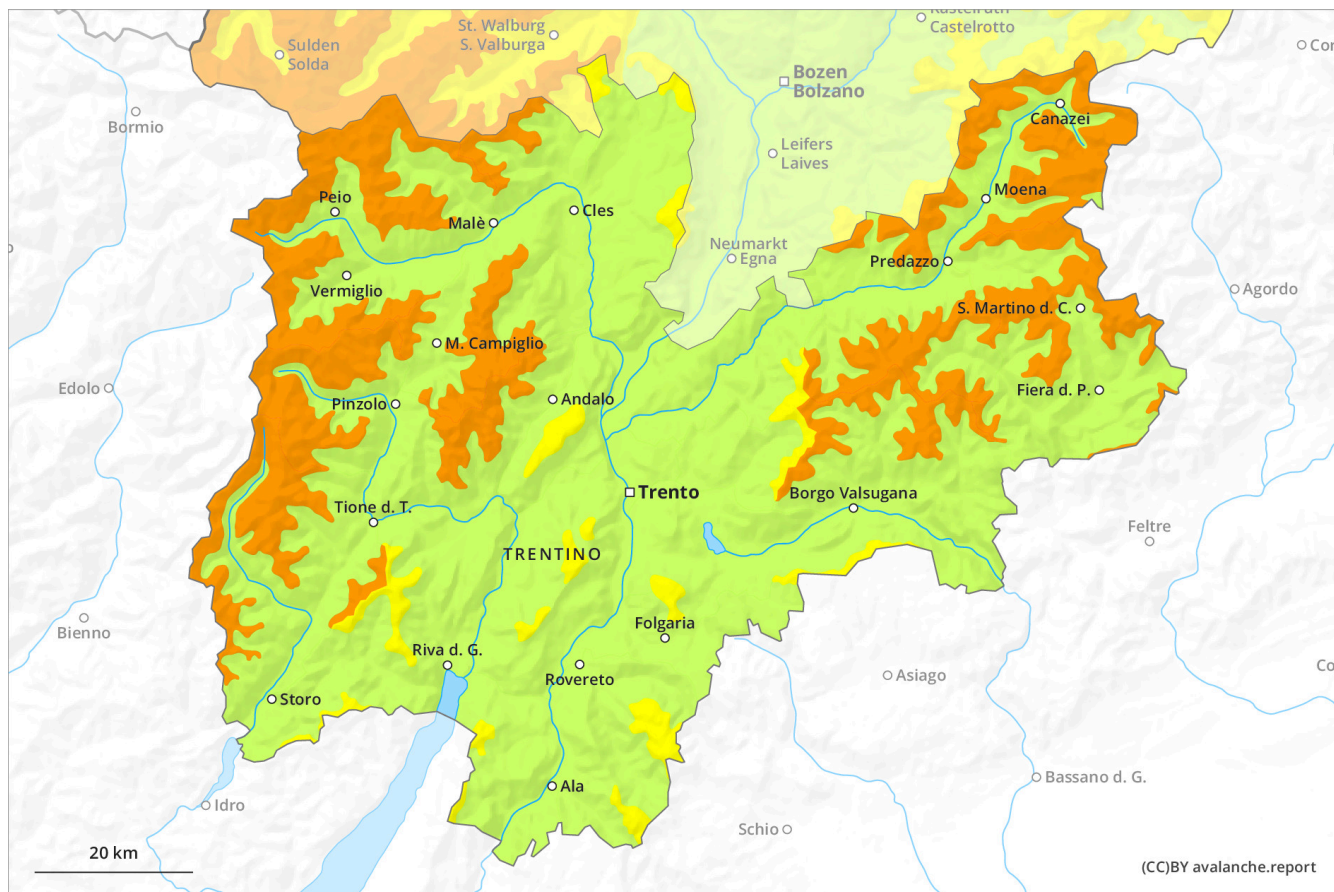 Kastelruth
Castelrotto
St. Walburg
S. Valburga
Sulden
Solda
Bozen
Bolzano
Bormio
Canazei
Leifers
Laives
Moena
Peio
Malè
Cles
Neumarkt
Egna
Predazzo
Vermiglio
Agordo
S. Martino d. C.
M. Campiglio
Edolo
Andalo
Fiera d. P.
Pinzolo
Trento
Borgo Valsugana
Tione d. T.
Feltre
TRENTINO
Bienno
Folgaria
Riva d. G.
Rovereto
Asiago
Storo
Bassano d. G.
Ala
Idro
Schio
20 km
(CC)BY avalanche.report